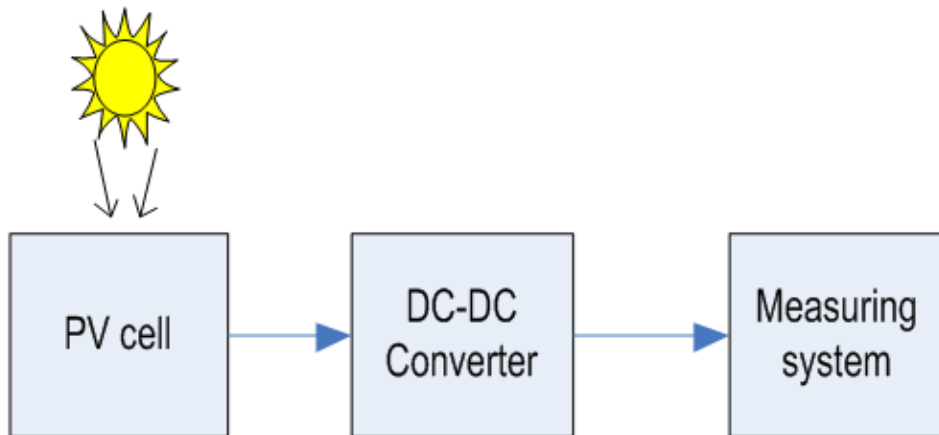 PV cell
DC-DC
Converter
Measuring
system